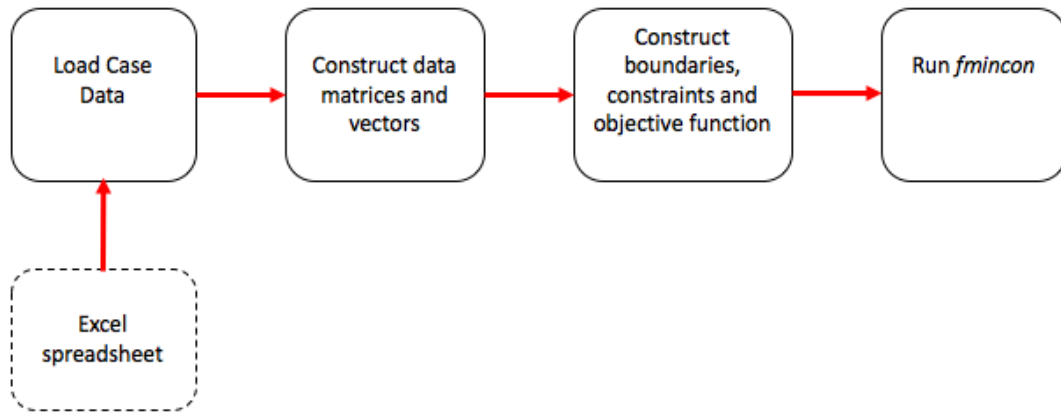 Load Case
Data
Construct data
matrices and
vectors
Construct
boundaries,
constraints and
objective function
Run fmincon
Excel
spreadsheet